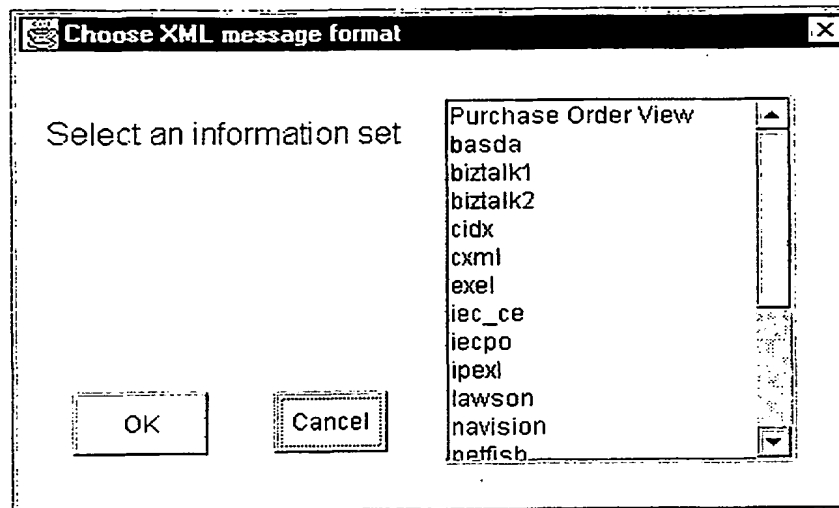 Choose XML message format
Select an information set
Purchase Order View
basda
biztalk1
biztalk2
cidx
cxml
exel
iec_ce
iecpo
ipexl
lawson
navision
netfish
OK
Cancel